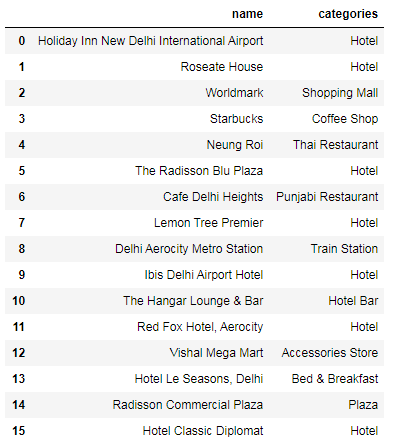 name categories
0 Holiday Inn New Delhi International Airport Hotel
1 Roseate House Hotel
2 Worldmark Shopping Mall
3 Starbucks Coffee Shop
4 Neung Roi Thai Restaurant
5 The Radisson Blu Plaza Hotel
6 Cafe Delhi Heights Punjabi Restaurant
7 Lemon Tree Premier Hotel
8 Delhi Aerocity Metro Station Train Station
9 Ibis Delhi Airport Hotel Hotel
10 The Hangar Lounge & Bar Hotel Bar
11 Red Fox Hotel, Aerocity Hotel
12 Vishal Mega Mart Accessories Store
13 Hotel Le Seasons, Delhi Bed & Breakfast
14 Radisson Commercial Plaza Plaza
15 Hotel Classic Diplomat Hotel